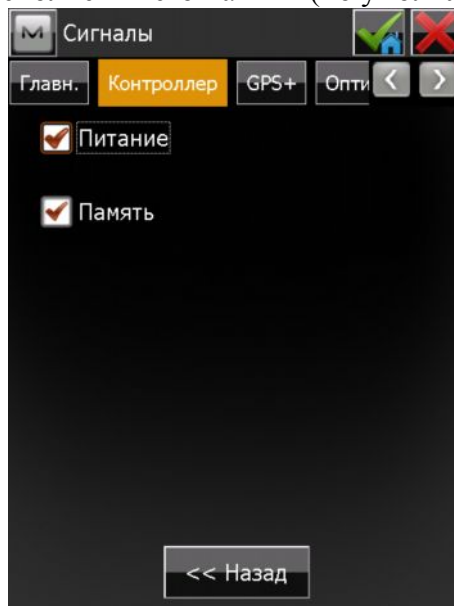 Сигналы
Главн. Контроллер GPS+ Опти
Питание
Память
<< Назад